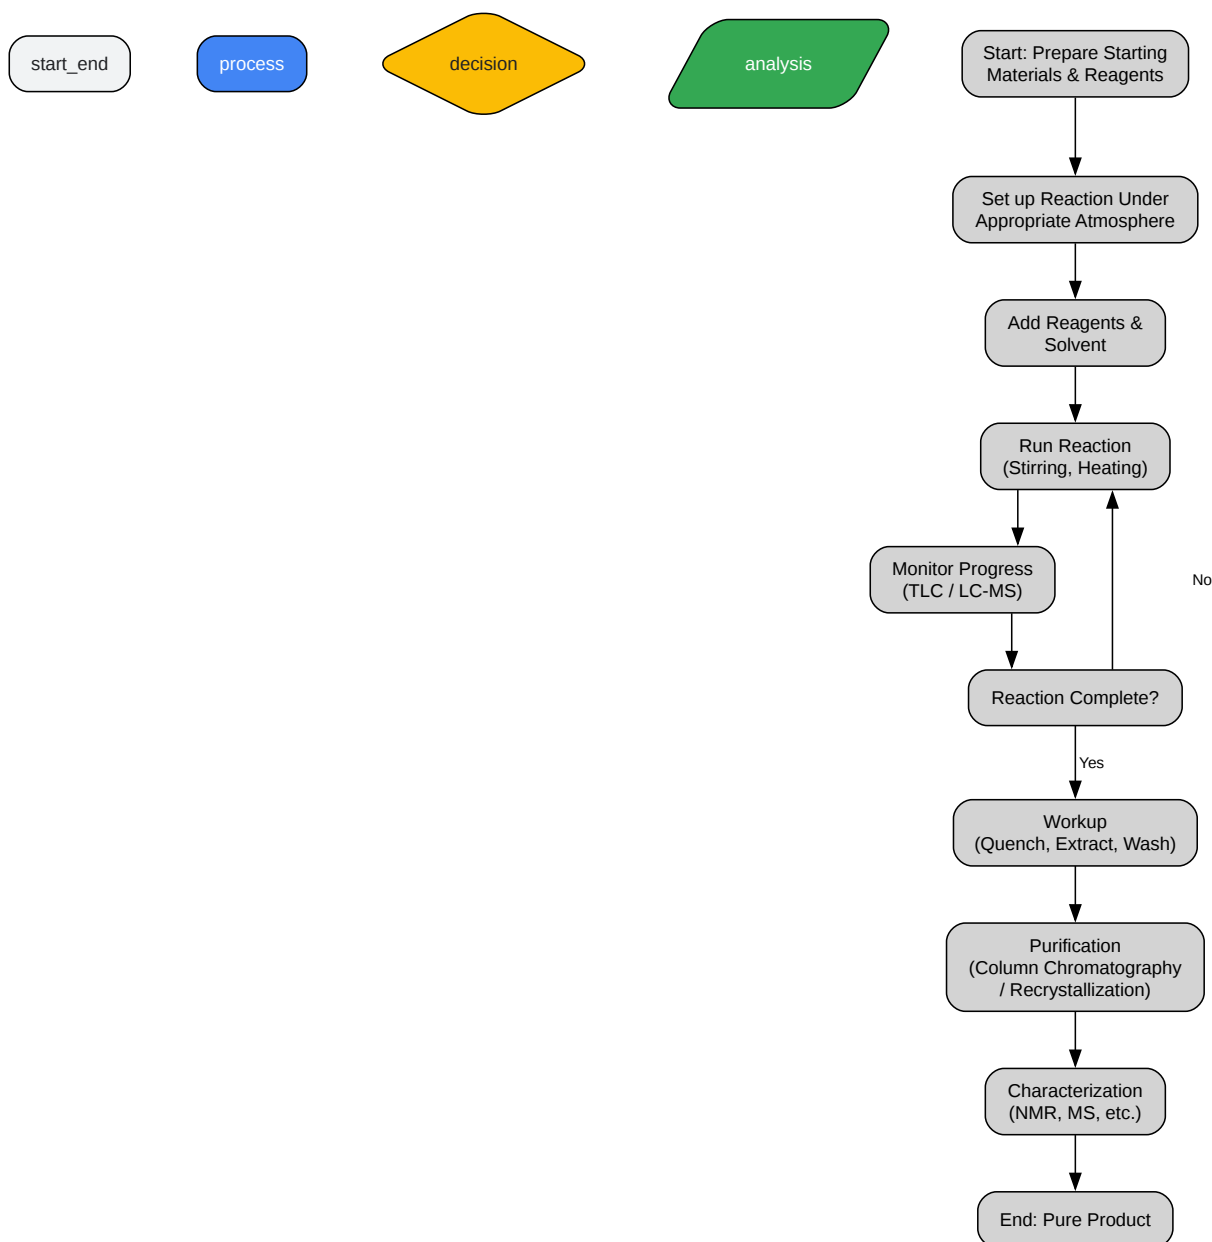 start_end
process
decision
analysis
Start: Prepare Starting
Materials & Reagents
Set up Reaction Under
Appropriate Atmosphere
Add Reagents &
Solvent
Run Reaction
(Stirring, Heating)
Monitor Progress
(TLC / LC-MS)
No
Reaction Complete?
Yes
Workup
(Quench, Extract, Wash)
Purification
(Column Chromatography
/ Recrystallization)
Characterization
(NMR, MS, etc.)
End: Pure Product